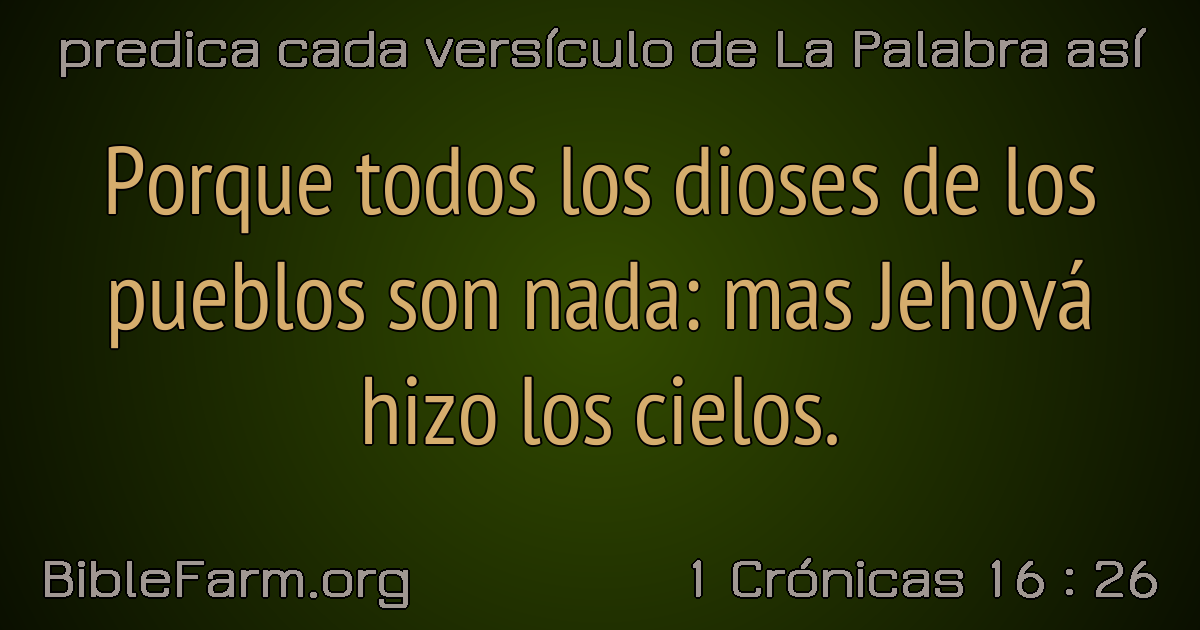 predica cada versículo de La Palabra así
Porque todos los dioses de los
pueblos son nada: mas Jehová
hizo los cielos.
BibleFarm.org
1 Crónicas 16 : 26